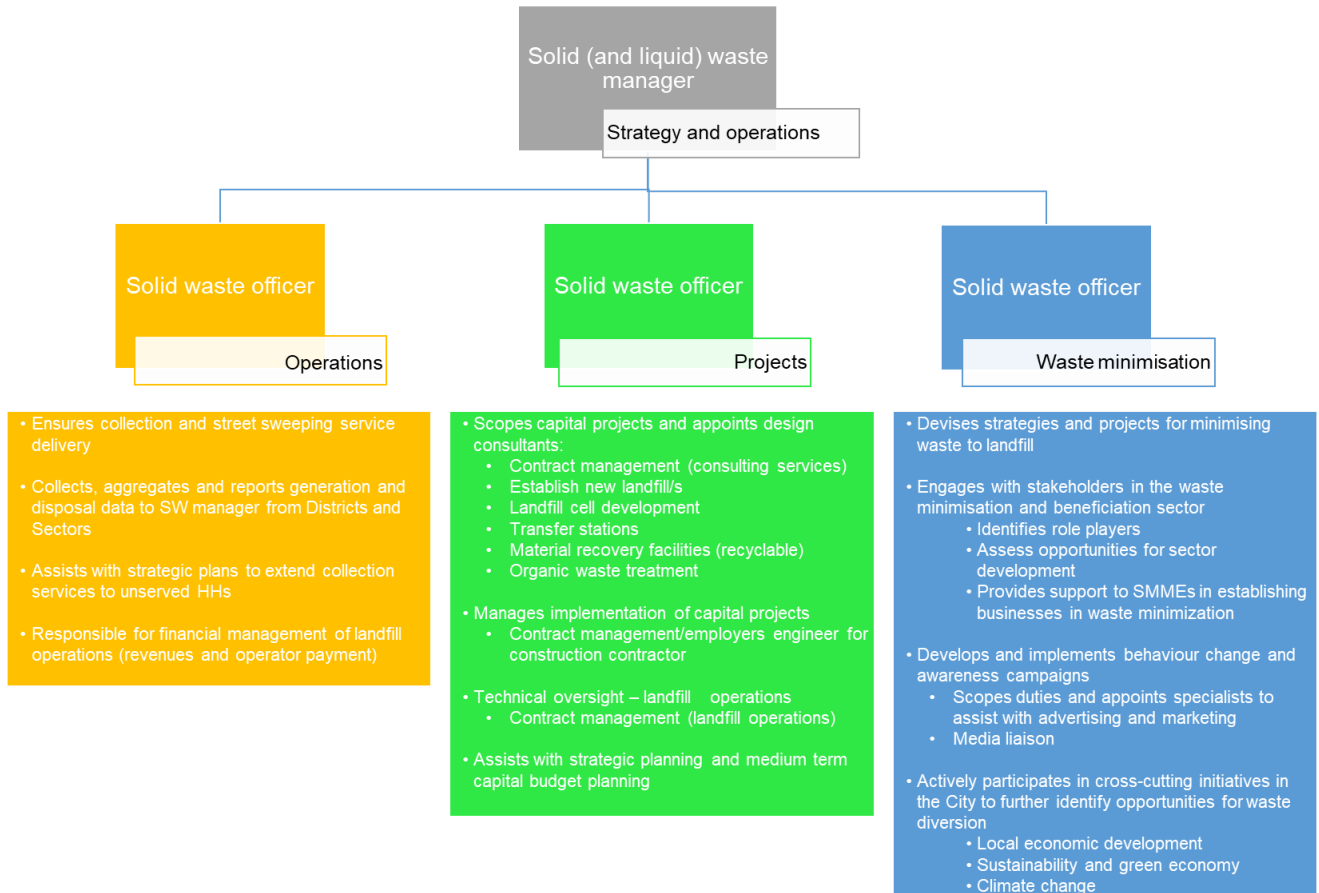 Solid (and liquid) waste
manager
Strategy and operations
Solid waste officer
Operations
Solid waste officer
Projects
Solid waste officer
Waste minimisation
• Ensures collection and street sweeping service
delivery
• Collects, aggregates and reports generation and
disposal data to SW manager from Districts and
Sectors
• Assists with strategic plans to extend collection
services to unserved HHs
• Responsible for financial management of landfill
operations (revenues and operator payment)
• Scopes capital projects and appoints design
consultants:
• Contract management (consulting services)
• Establish new landfill/s
• Landfill cell development
• Transfer stations
• Material recovery facilities (recyclable)
• Organic waste treatment
• Manages implementation of capital projects
• Contract management/employers engineer for
construction contractor
• Technical oversight – landfill operations
• Contract management (landfill operations)
• Assists with strategic planning and medium term
capital budget planning
• Devises strategies and projects for minimising
waste to landfill
• Engages with stakeholders in the waste
minimisation and beneficiation sector
• Identifies role players
• Assess opportunities for sector
development
• Provides support to SMMEs in establishing
businesses in waste minimization
• Develops and implements behaviour change and
awareness campaigns
• Scopes duties and appoints specialists to
assist with advertising and marketing
• Media liaison
• Actively participates in cross-cutting initiatives in
the City to further identify opportunities for waste
diversion
• Local economic development
• Sustainability and green economy
• Climate change